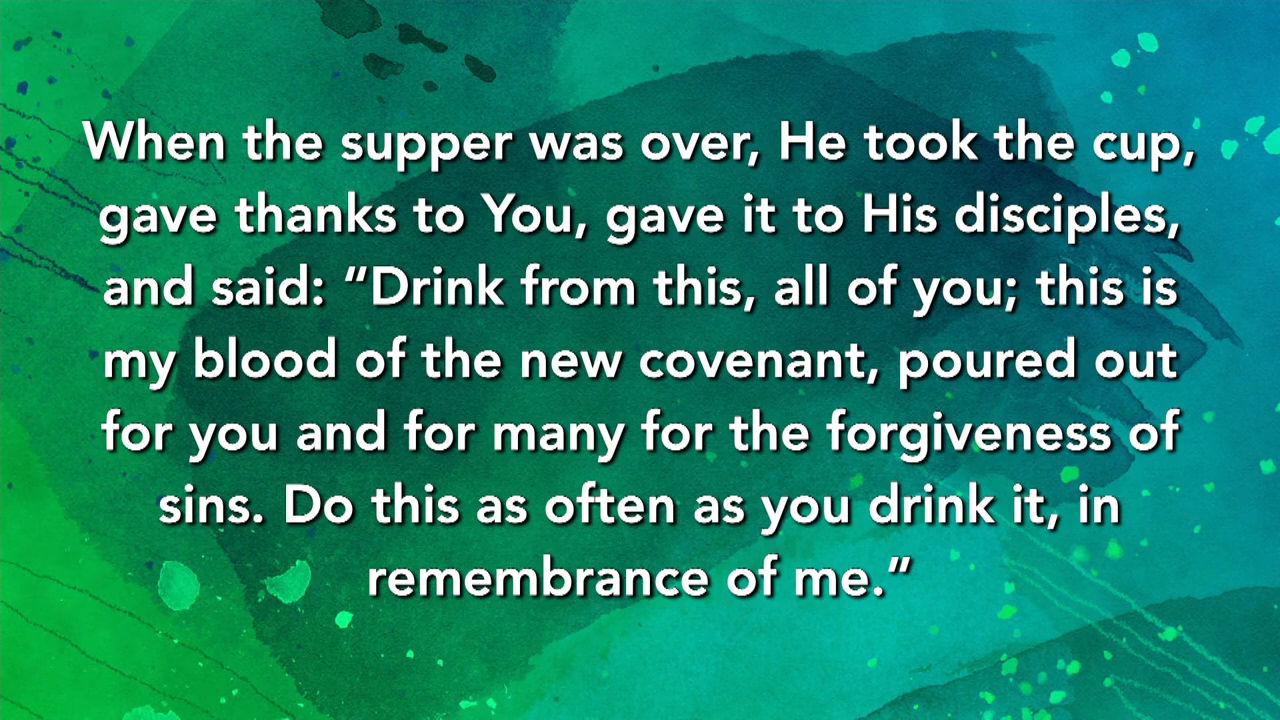 When the supper was over, He took the cup,
gave thanks to You, gave it to His disciples,
and said: “Drink from this, all of you; this is
my blood of the new covenant, poured out
for you and for many for the forgiveness of
sins. Do this as often as you drink it, in
remembrance of me.”